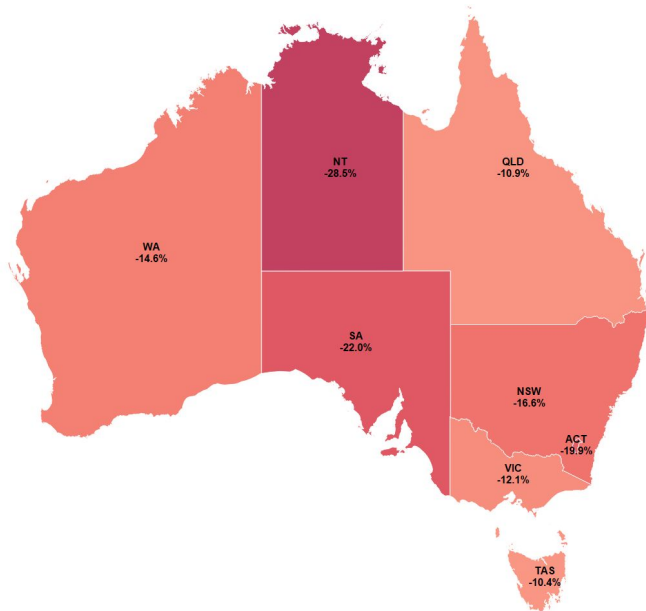 NT
-28.5%
QLD
-10.9%
WA
-14.6%
SA
-22.0%
NSW
-16.6%
ACT
-19.9%
VIC
-12.1%
TAS
-10.4%